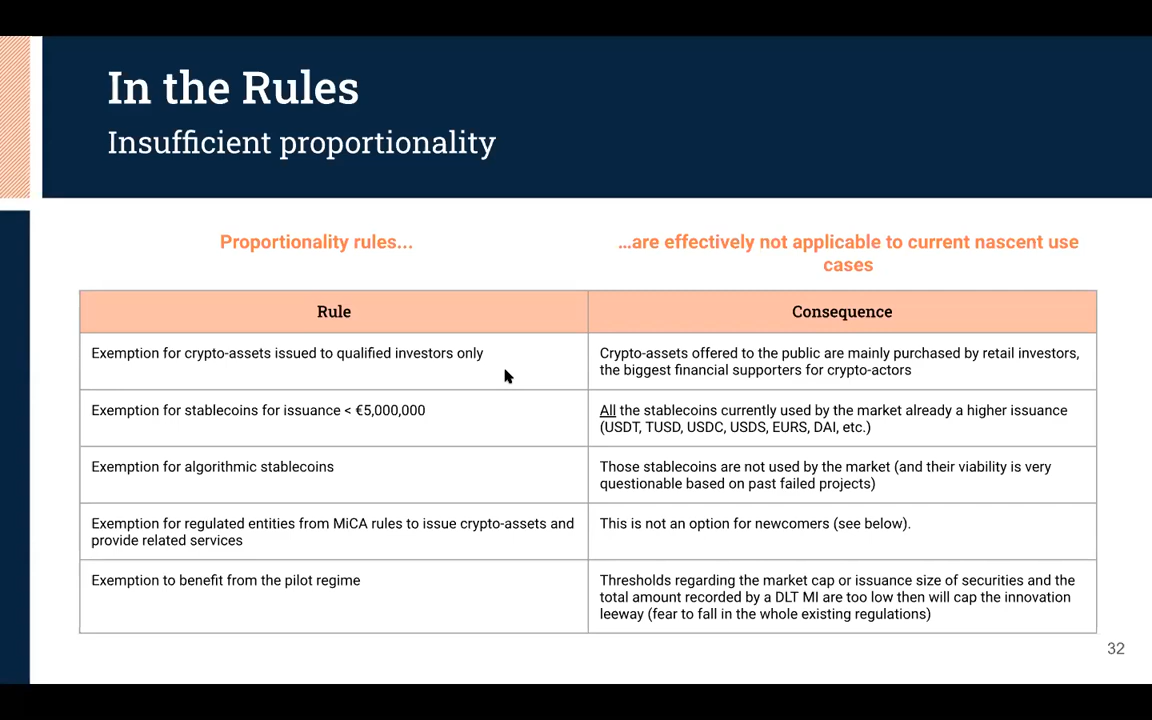 In the Rules
Insufficient proportionality
Proportionality rules...
...are effectively not applicable to current nascent use
cases
Rule
Consequence
Exemption for crypto-assets issued to qualified investors only
Crypto-assets offered to the public are mainly purchased by retail investors,
the biggest financial supporters for crypto-actors
Exemption for stablecoins for issuance < €5,000,000
All the stablecoins currently used by the market already a higher issuance
(USDT, TUSD, USDC, USDS, EURS, DAI, etc.)
Exemption for algorithmic stablecoins
Those stablecoins are not used by the market (and their viability is very
questionable based on past failed projects)
Exemption for regulated entities from MiCA rules to issue crypto-assets and
provide related services
This is not an option for newcomers (see below).
Exemption to benefit from the pilot regime
Thresholds regarding the market cap or issuance size of securities and the
total amount recorded by a DLT MI are too low then will cap the innovation
leeway (fear to fall in the whole existing regulations)
32